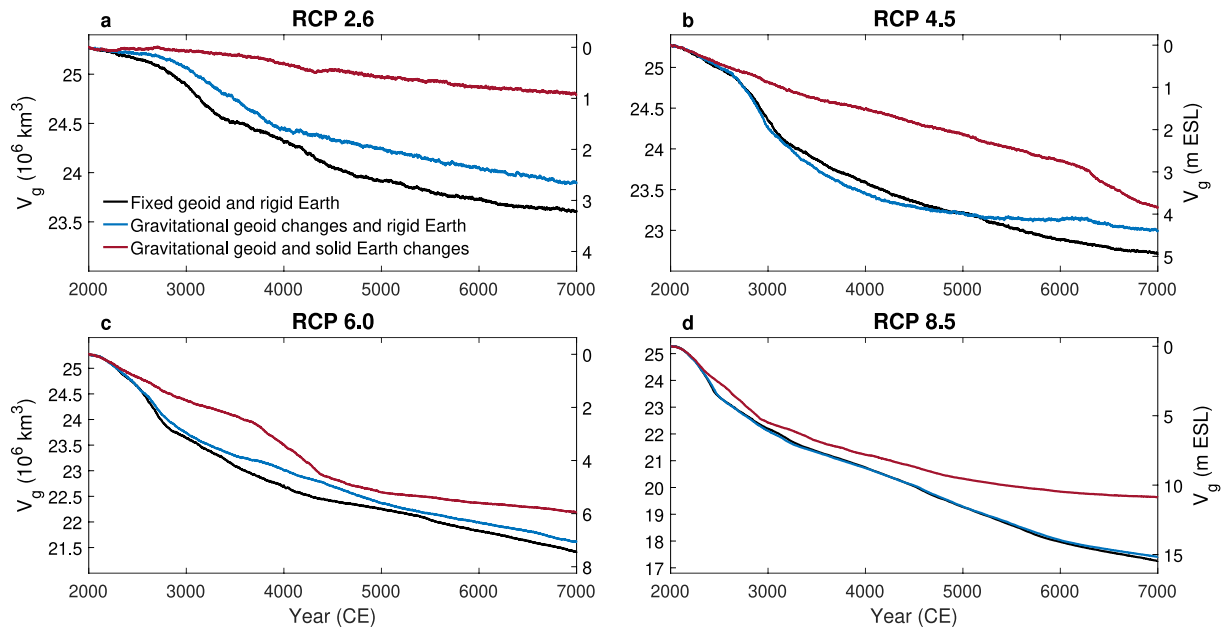 a RCP 2.6
25
24.5
24
23.5
V_g (10^6 km^3)
0
1
2
3
4
Fixed geoid and rigid Earth
Gravitational geoid changes and rigid Earth
Gravitational geoid and solid Earth changes
2000 3000 4000 5000 6000 7000
b RCP 4.5
25
24.5
24
23.5
23
0
1
2
3
4
5
V_g (m ESL)
2000 3000 4000 5000 6000 7000
c RCP 6.0
25
24.5
24
23.5
23
22.5
22
21.5
V_g (10^6 km^3)
0
2
4
6
8
2000 3000 4000 5000 6000 7000
Year (CE)
d RCP 8.5
25
24
23
22
21
20
19
18
17
0
5
10
15
V_g (m ESL)
2000 3000 4000 5000 6000 7000
Year (CE)